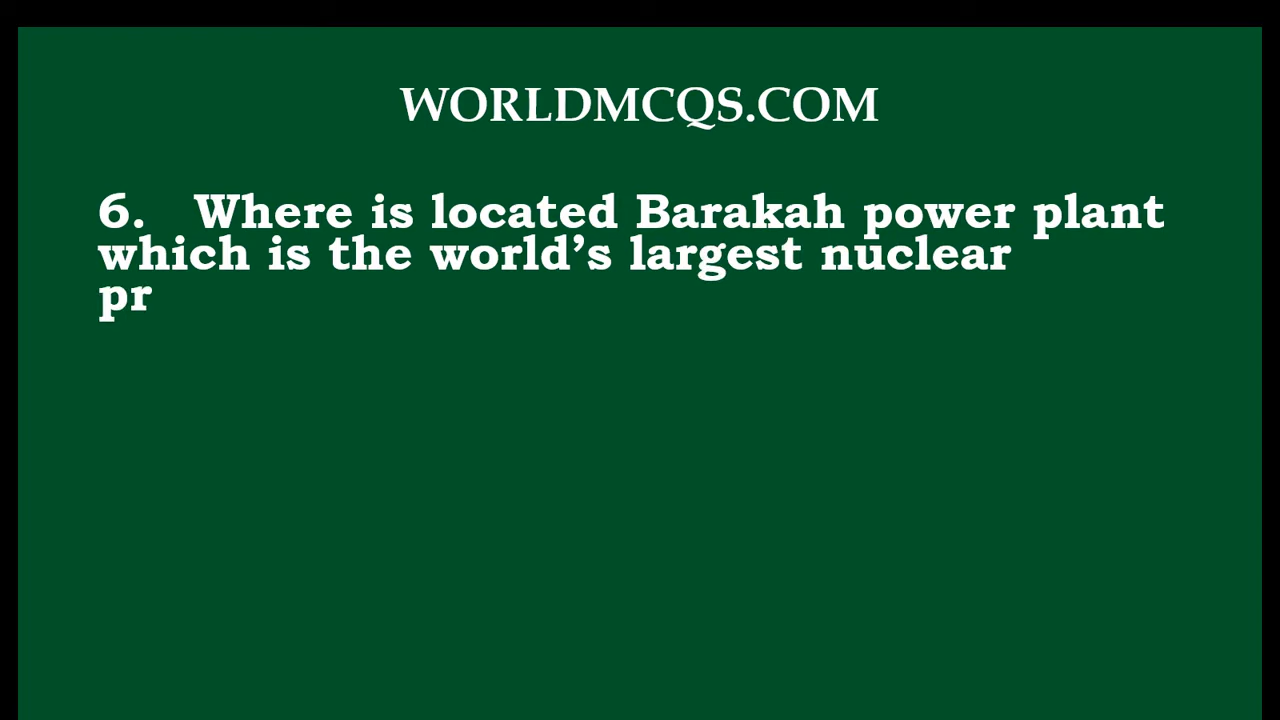 WORLDMCQS.COM
6. Where is located Barakah power plant
which is the world’s largest nuclear
pr